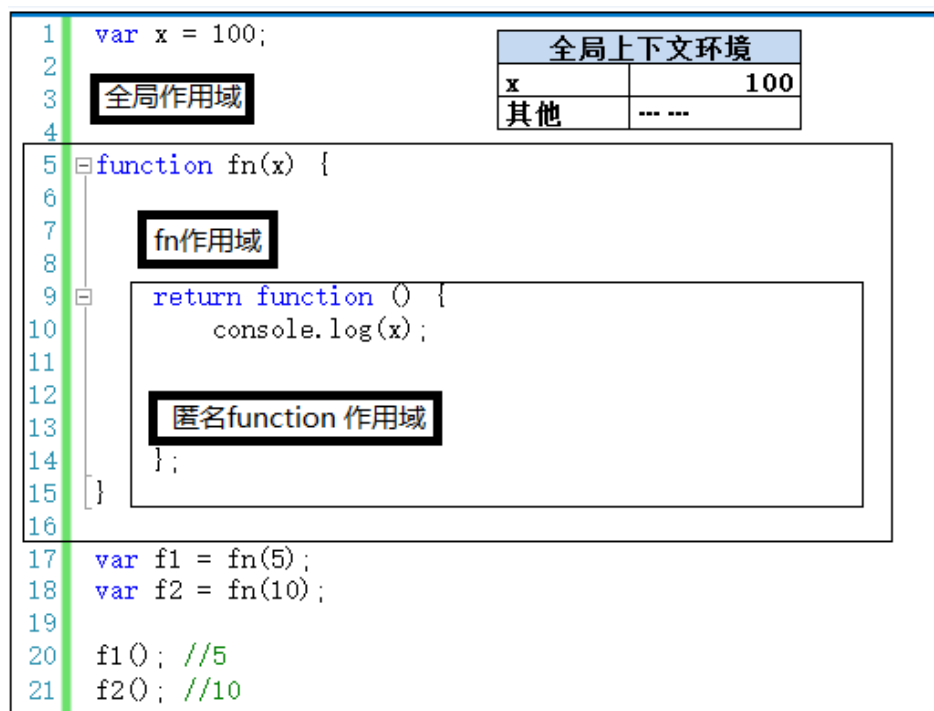 1 var x = 100;
全局上下文环境
2
x 100
3 全局作用域
其他 --- ---
4
5 function fn(x) {
6
7 fn作用域
8
9 return function () {
10 console.log(x);
11
12
13 匿名function 作用域
14 };
15 }
16
17 var f1 = fn(5);
18 var f2 = fn(10);
19
20 f1(); //5
21 f2(); //10